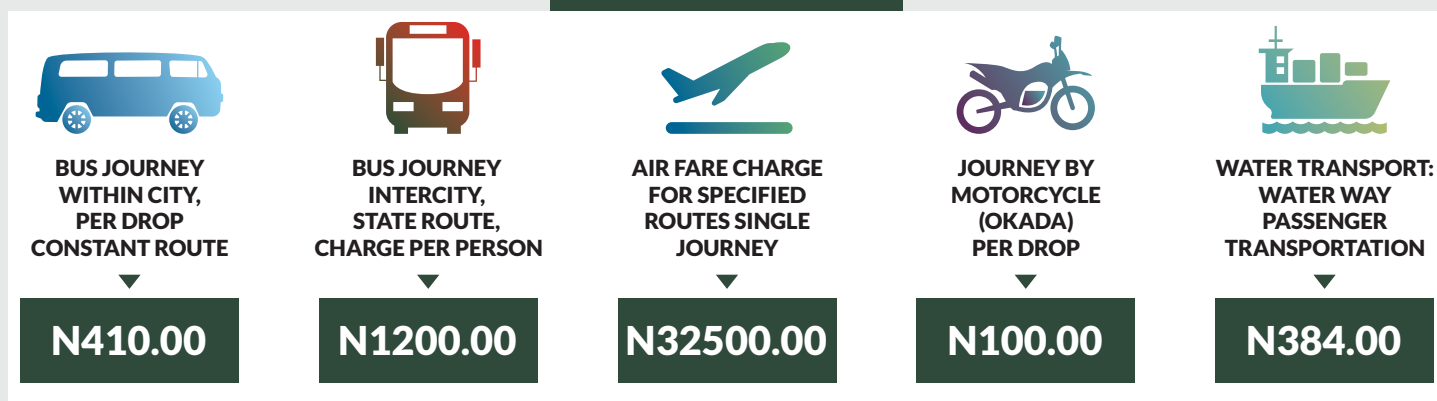 BUS JOURNEY
WITHIN CITY,
PER DROP
CONSTANT ROUTE
N410.00
BUS JOURNEY
INTERCITY,
STATE ROUTE,
CHARGE PER PERSON
N1200.00
AIR FARE CHARGE
FOR SPECIFIED
ROUTES SINGLE
JOURNEY
N32500.00
JOURNEY BY
MOTORCYCLE
(OKADA)
PER DROP
N100.00
WATER TRANSPORT:
WATER WAY
PASSENGER
TRANSPORTATION
N384.00